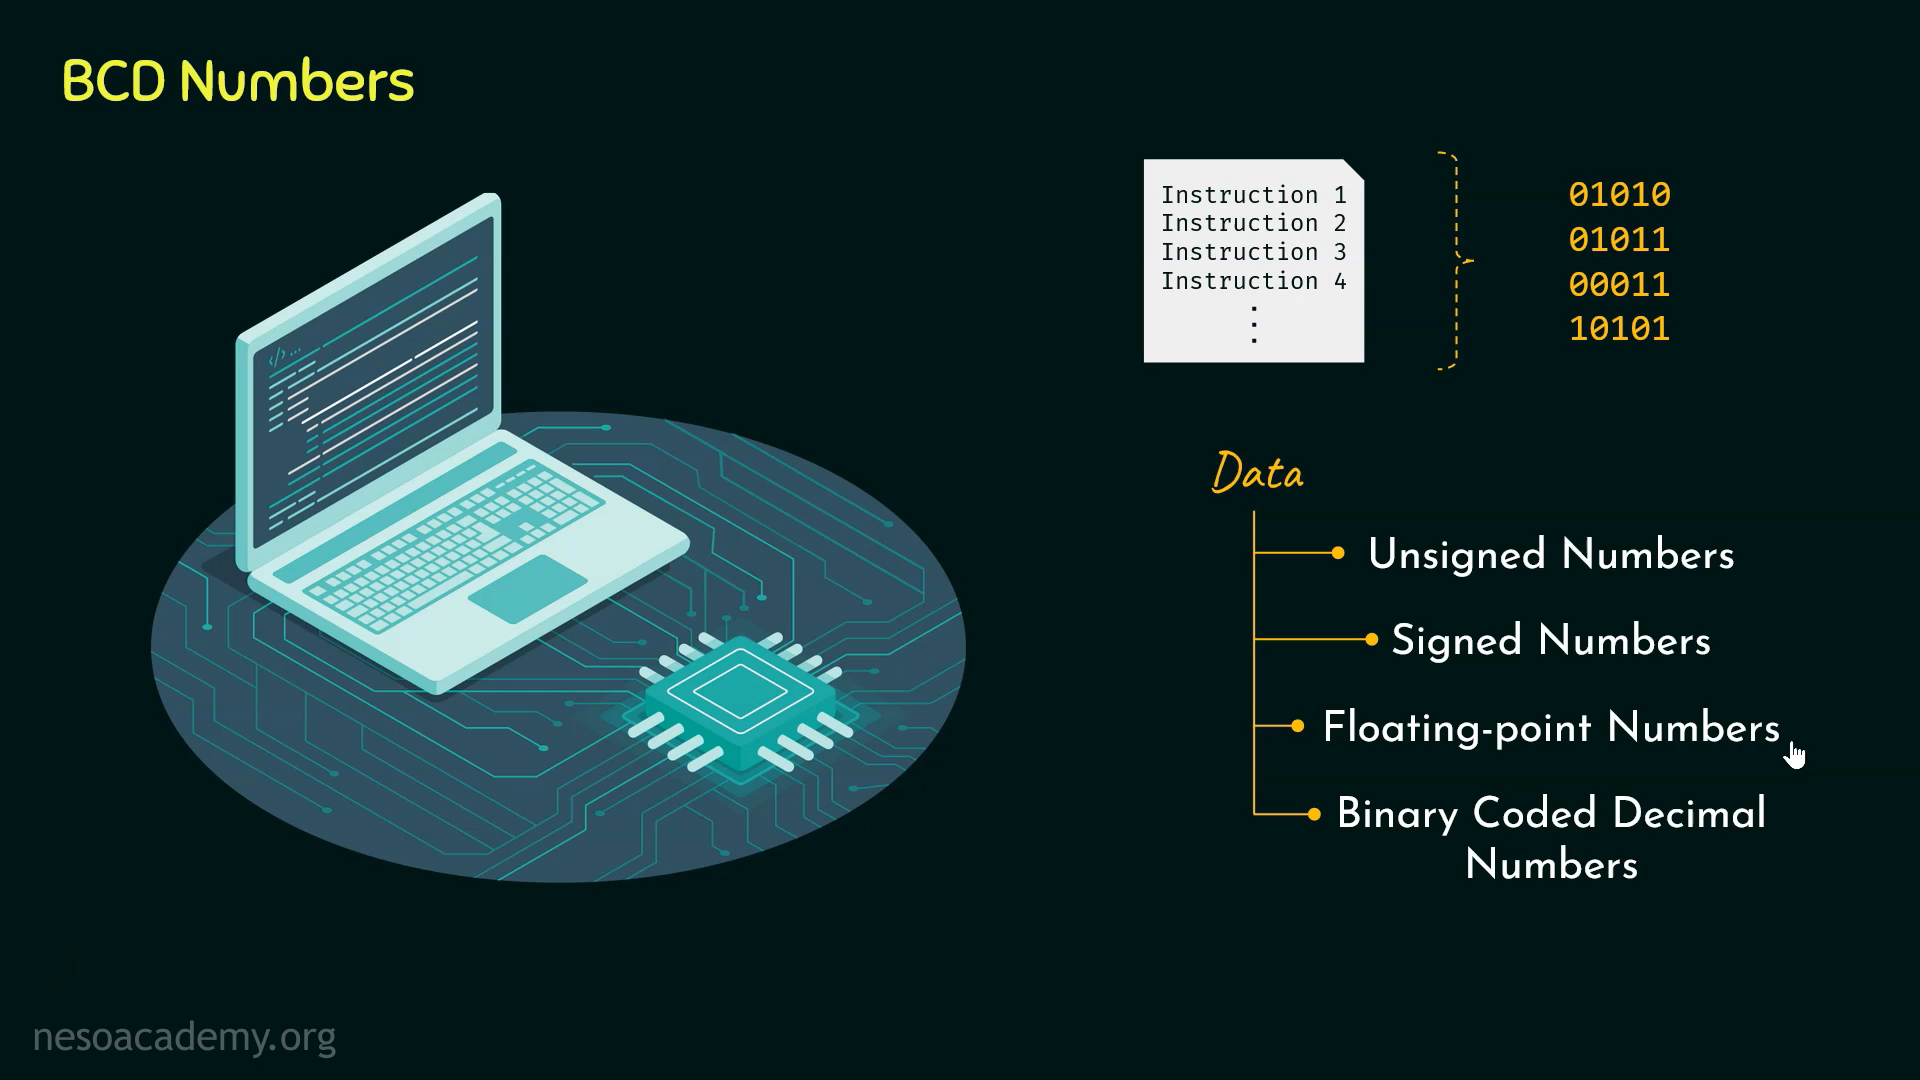 BCD Numbers
Instruction 1
Instruction 2
Instruction 3
Instruction 4
01010
01011
00011
10101
Data
Unsigned Numbers
Signed Numbers
Floating-point Numbers
Binary Coded Decimal
Numbers
nesoacademy.org